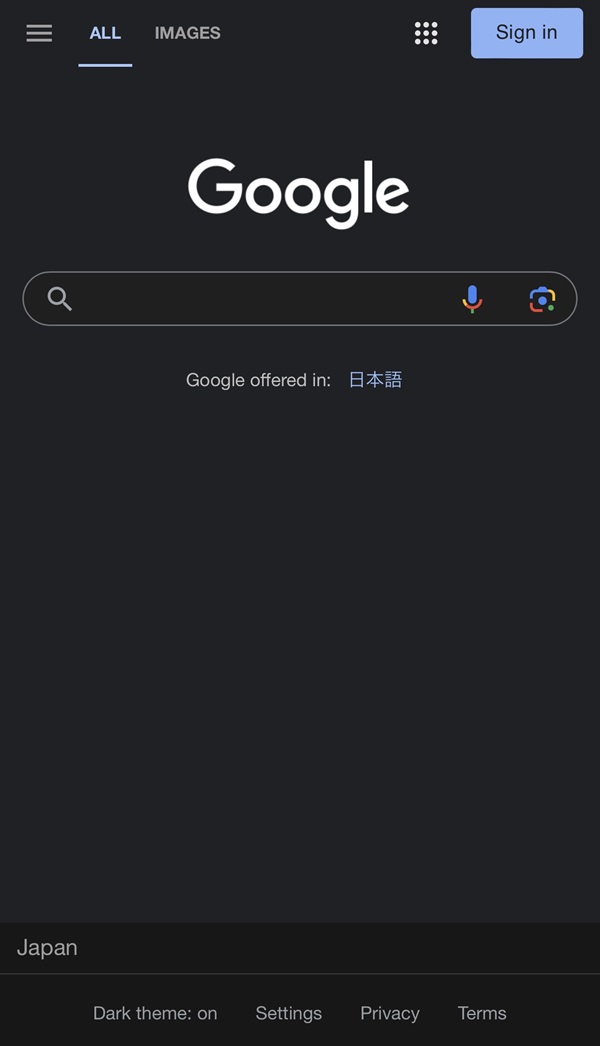 ALL IMAGES Sign in
Google
Google offered in: 日本語
Japan
Dark theme: on Settings Privacy Terms